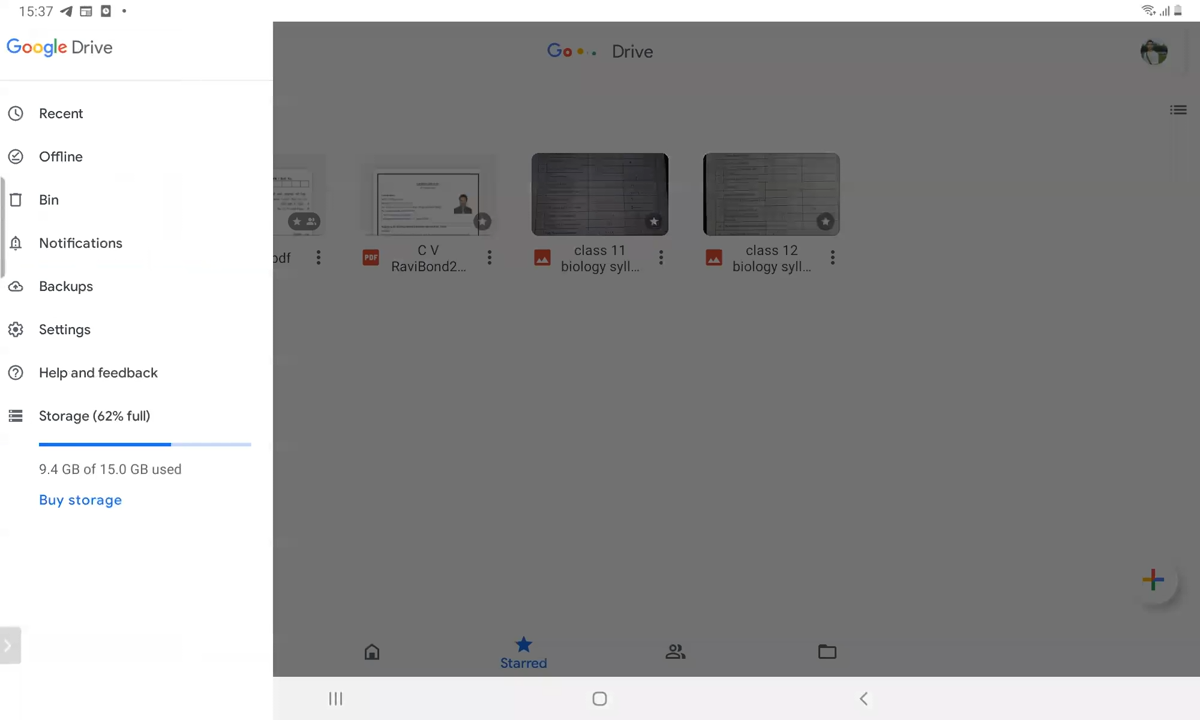 15:37
Google Drive
Recent
Offline
Bin
Notifications
Backups
Settings
Help and feedback
Storage (62% full)
9.4 GB of 15.0 GB used
Buy storage
Go Drive
pdf
PDF
C V
RaviBond2...
class 11
biology syll...
class 12
biology syll...
Starred